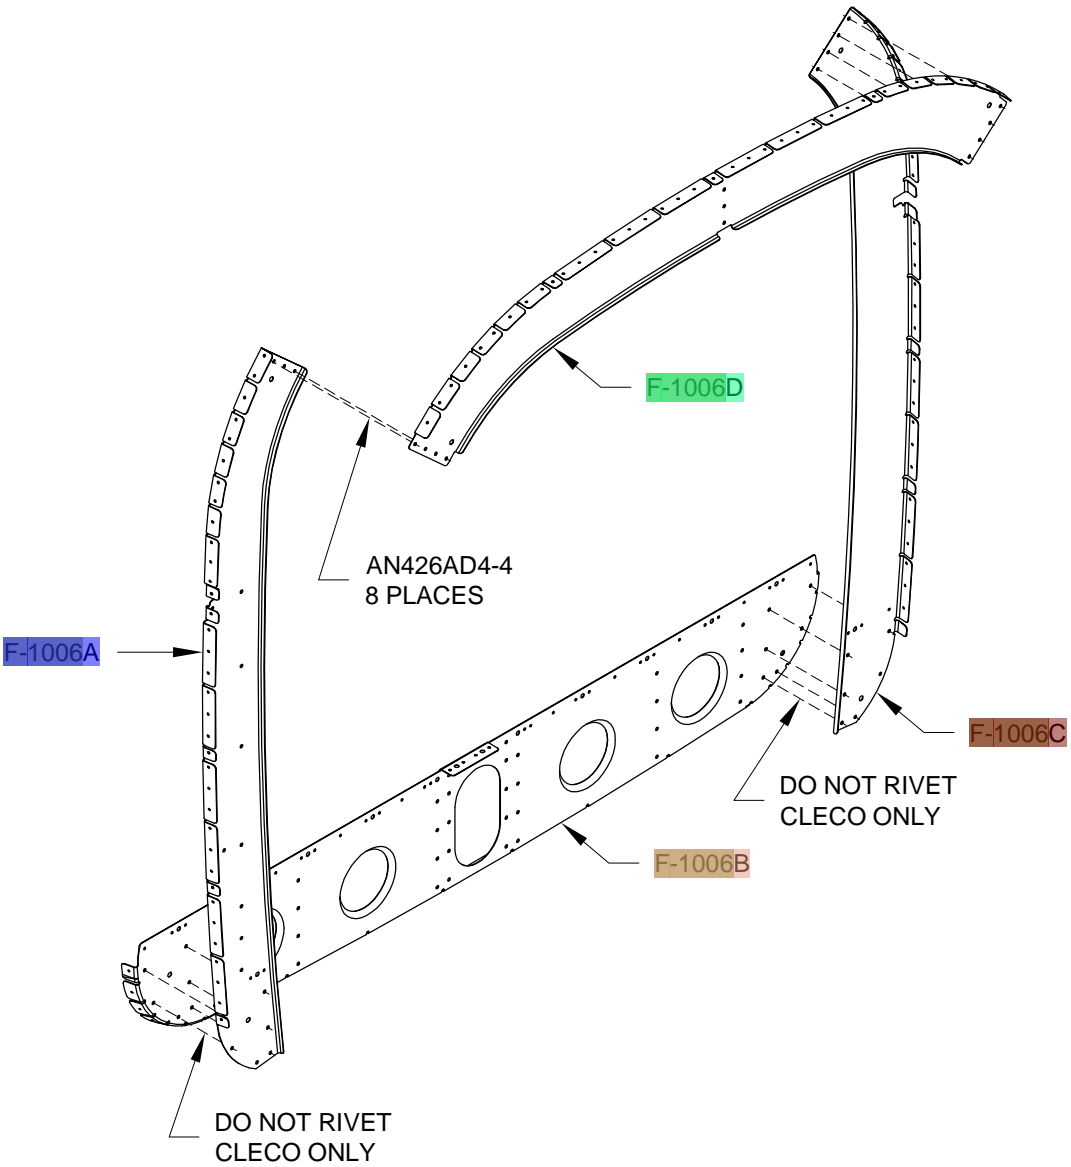 F-1006D
AN426AD4-4
8 PLACES
F-1006A
F-1006C
DO NOT RIVET
CLECO ONLY
F-1006B
DO NOT RIVET
CLECO ONLY